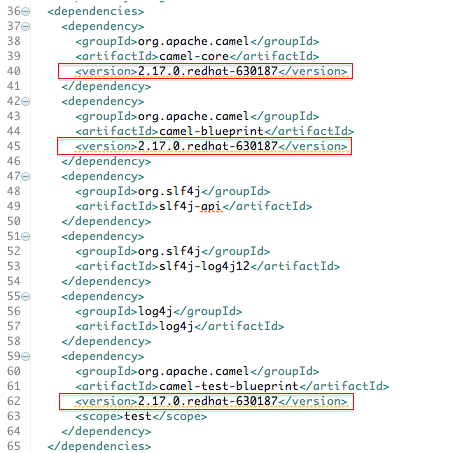 36 <dependencies>
37 <dependency>
38 <groupId>org.apache.camel</groupId>
39 <artifactId>camel-core</artifactId>
40 <version>2.17.0.redhat-630187</version>
41 </dependency>
42 <dependency>
43 <groupId>org.apache.camel</groupId>
44 <artifactId>camel-blueprint</artifactId>
45 <version>2.17.0.redhat-630187</version>
46 </dependency>
47 <dependency>
48 <groupId>org.slf4j</groupId>
49 <artifactId>slf4j-api</artifactId>
50 </dependency>
51 <dependency>
52 <groupId>org.slf4j</groupId>
53 <artifactId>slf4j-log4j12</artifactId>
54 </dependency>
55 <dependency>
56 <groupId>log4j</groupId>
57 <artifactId>log4j</artifactId>
58 </dependency>
59 <dependency>
60 <groupId>org.apache.camel</groupId>
61 <artifactId>camel-test-blueprint</artifactId>
62 <version>2.17.0.redhat-630187</version>
63 <scope>test</scope>
64 </dependency>
65 </dependencies>